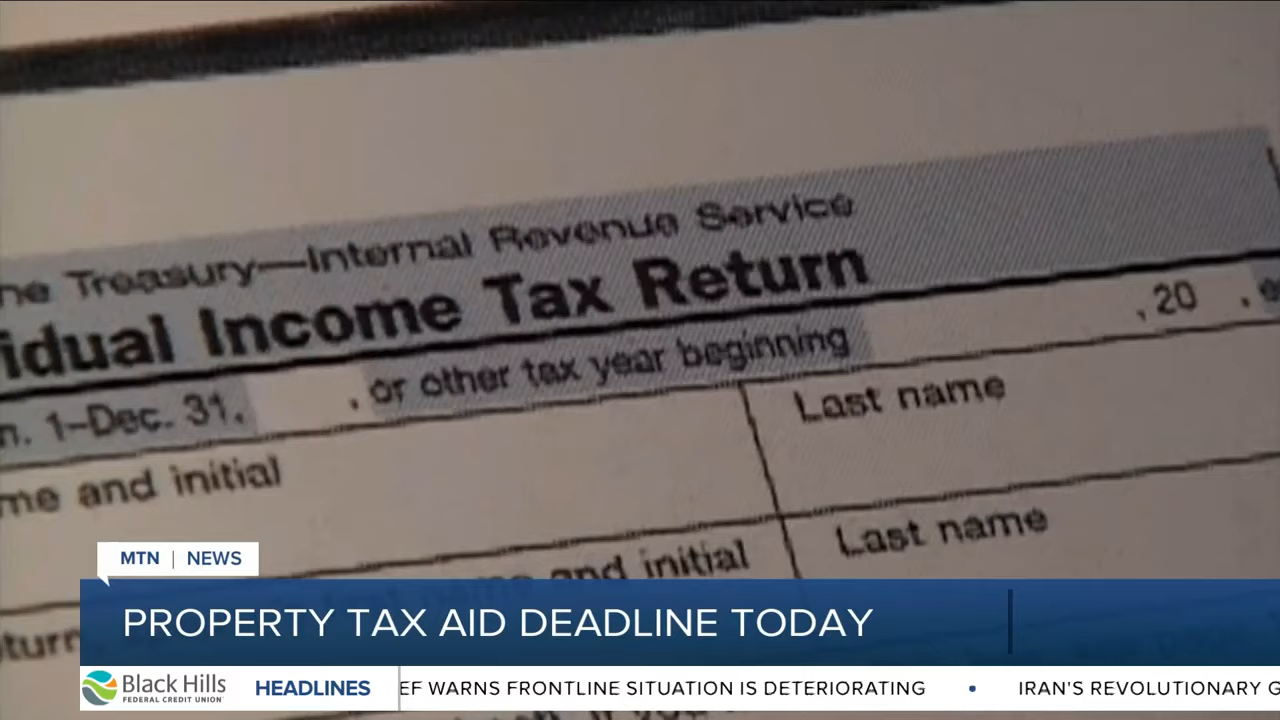 he Treasury—Internal Revenue Service
idual Income Tax Return
n. 1–Dec. 31, , or other tax year beginning , 20 , e
me and initial Last name
name and initial Last name
MTN | NEWS
PROPERTY TAX AID DEADLINE TODAY
Black Hills
FEDERAL CREDIT UNION
HEADLINES EF WARNS FRONTLINE SITUATION IS DETERIORATING • IRAN'S REVOLUTIONARY G